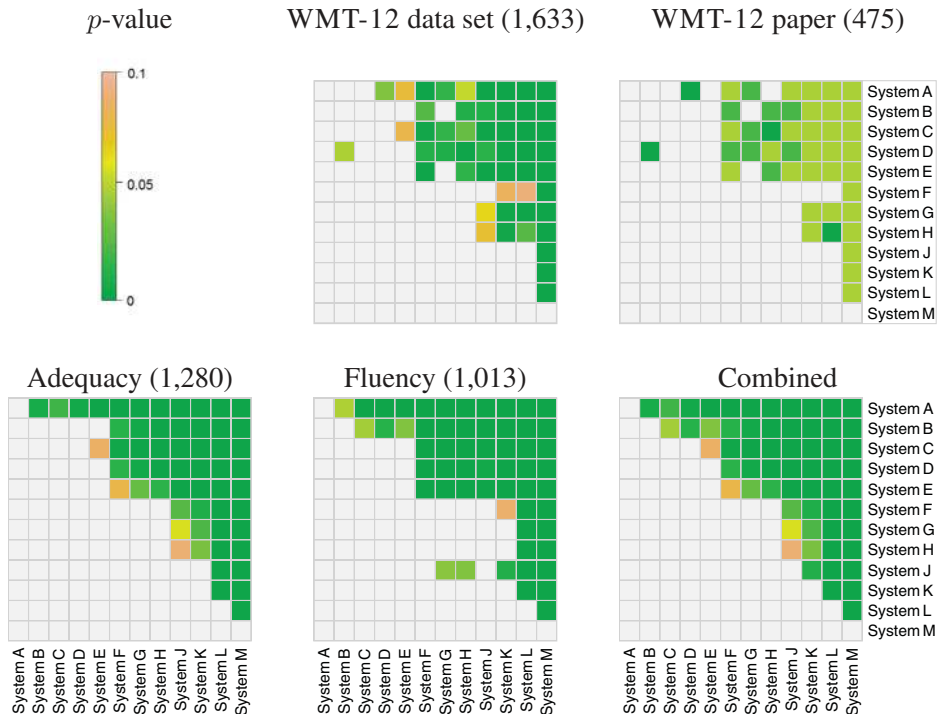 p-value
WMT-12 data set (1,633)
WMT-12 paper (475)
0.1
0.05
0
System A
System B
System C
System D
System E
System F
System G
System H
System J
System K
System L
System M
Adequacy (1,280)
Fluency (1,013)
Combined
System A
System B
System C
System D
System E
System F
System G
System H
System J
System K
System L
System M
System A
System B
System C
System D
System E
System F
System G
System H
System J
System K
System L
System M
System A
System B
System C
System D
System E
System F
System G
System H
System J
System K
System L
System M
System A
System B
System C
System D
System E
System F
System G
System H
System J
System K
System L
System M